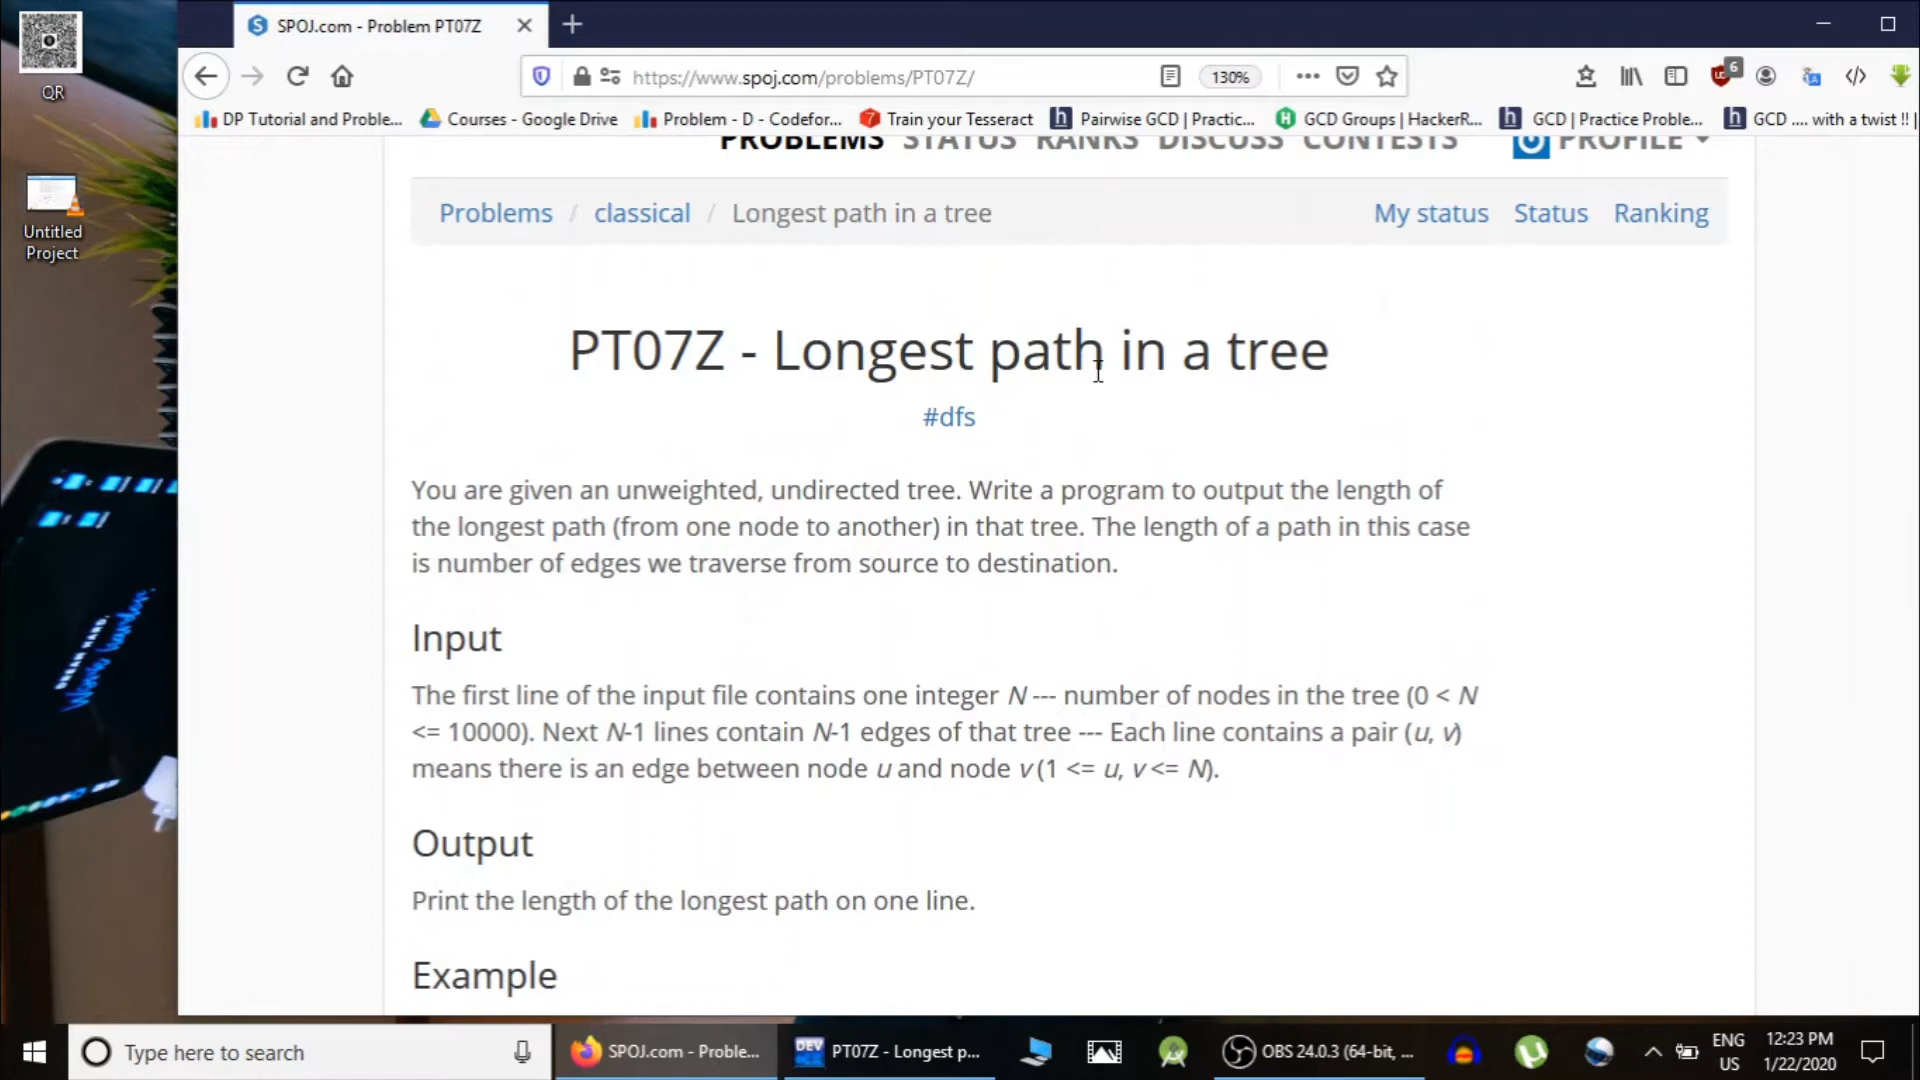 QR
Untitled
Project
SPOJ.com - Problem PT07Z
https://www.spoj.com/problems/PT07Z/
130%
6
DP Tutorial and Proble...
Courses - Google Drive
Problem - D - Codefor...
Train your Tesseract
Pairwise GCD | Practic...
GCD Groups | HackerR...
GCD | Practice Proble...
GCD .... with a twist !! |
PROBLEMS STATUS RANKS DISCUSS CONTESTS PROFILE
Problems / classical / Longest path in a tree
My status Status Ranking
PT07Z - Longest path in a tree
#dfs
You are given an unweighted, undirected tree. Write a program to output the length of
the longest path (from one node to another) in that tree. The length of a path in this case
is number of edges we traverse from source to destination.
Input
The first line of the input file contains one integer N --- number of nodes in the tree (0 < N
<= 10000). Next N-1 lines contain N-1 edges of that tree --- Each line contains a pair (u, v)
means there is an edge between node u and node v (1 <= u, v <= N).
Output
Print the length of the longest path on one line.
Example
Type here to search
SPOJ.com - Proble...
DEV
PT07Z - Longest p...
OBS 24.0.3 (64-bit, ...
ENG
US
12:23 PM
1/22/2020